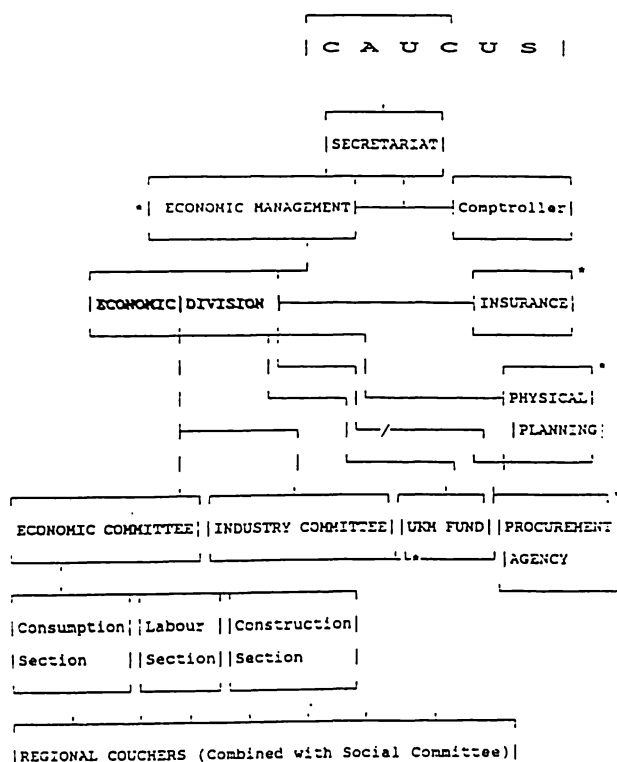 C A U C U S
SECRETARIAT
* ECONOMIC MANAGEMENT Comptroller
ECONOMIC DIVISION INSURANCE *
PHYSICAL *
/ PLANNING
ECONOMIC COMMITTEE INDUSTRY COMMITTEE UKM FUND PROCUREMENT
* AGENCY
Consumption Labour Construction
Section Section Section
REGIONAL COUCHERS (Combined with Social Committee)